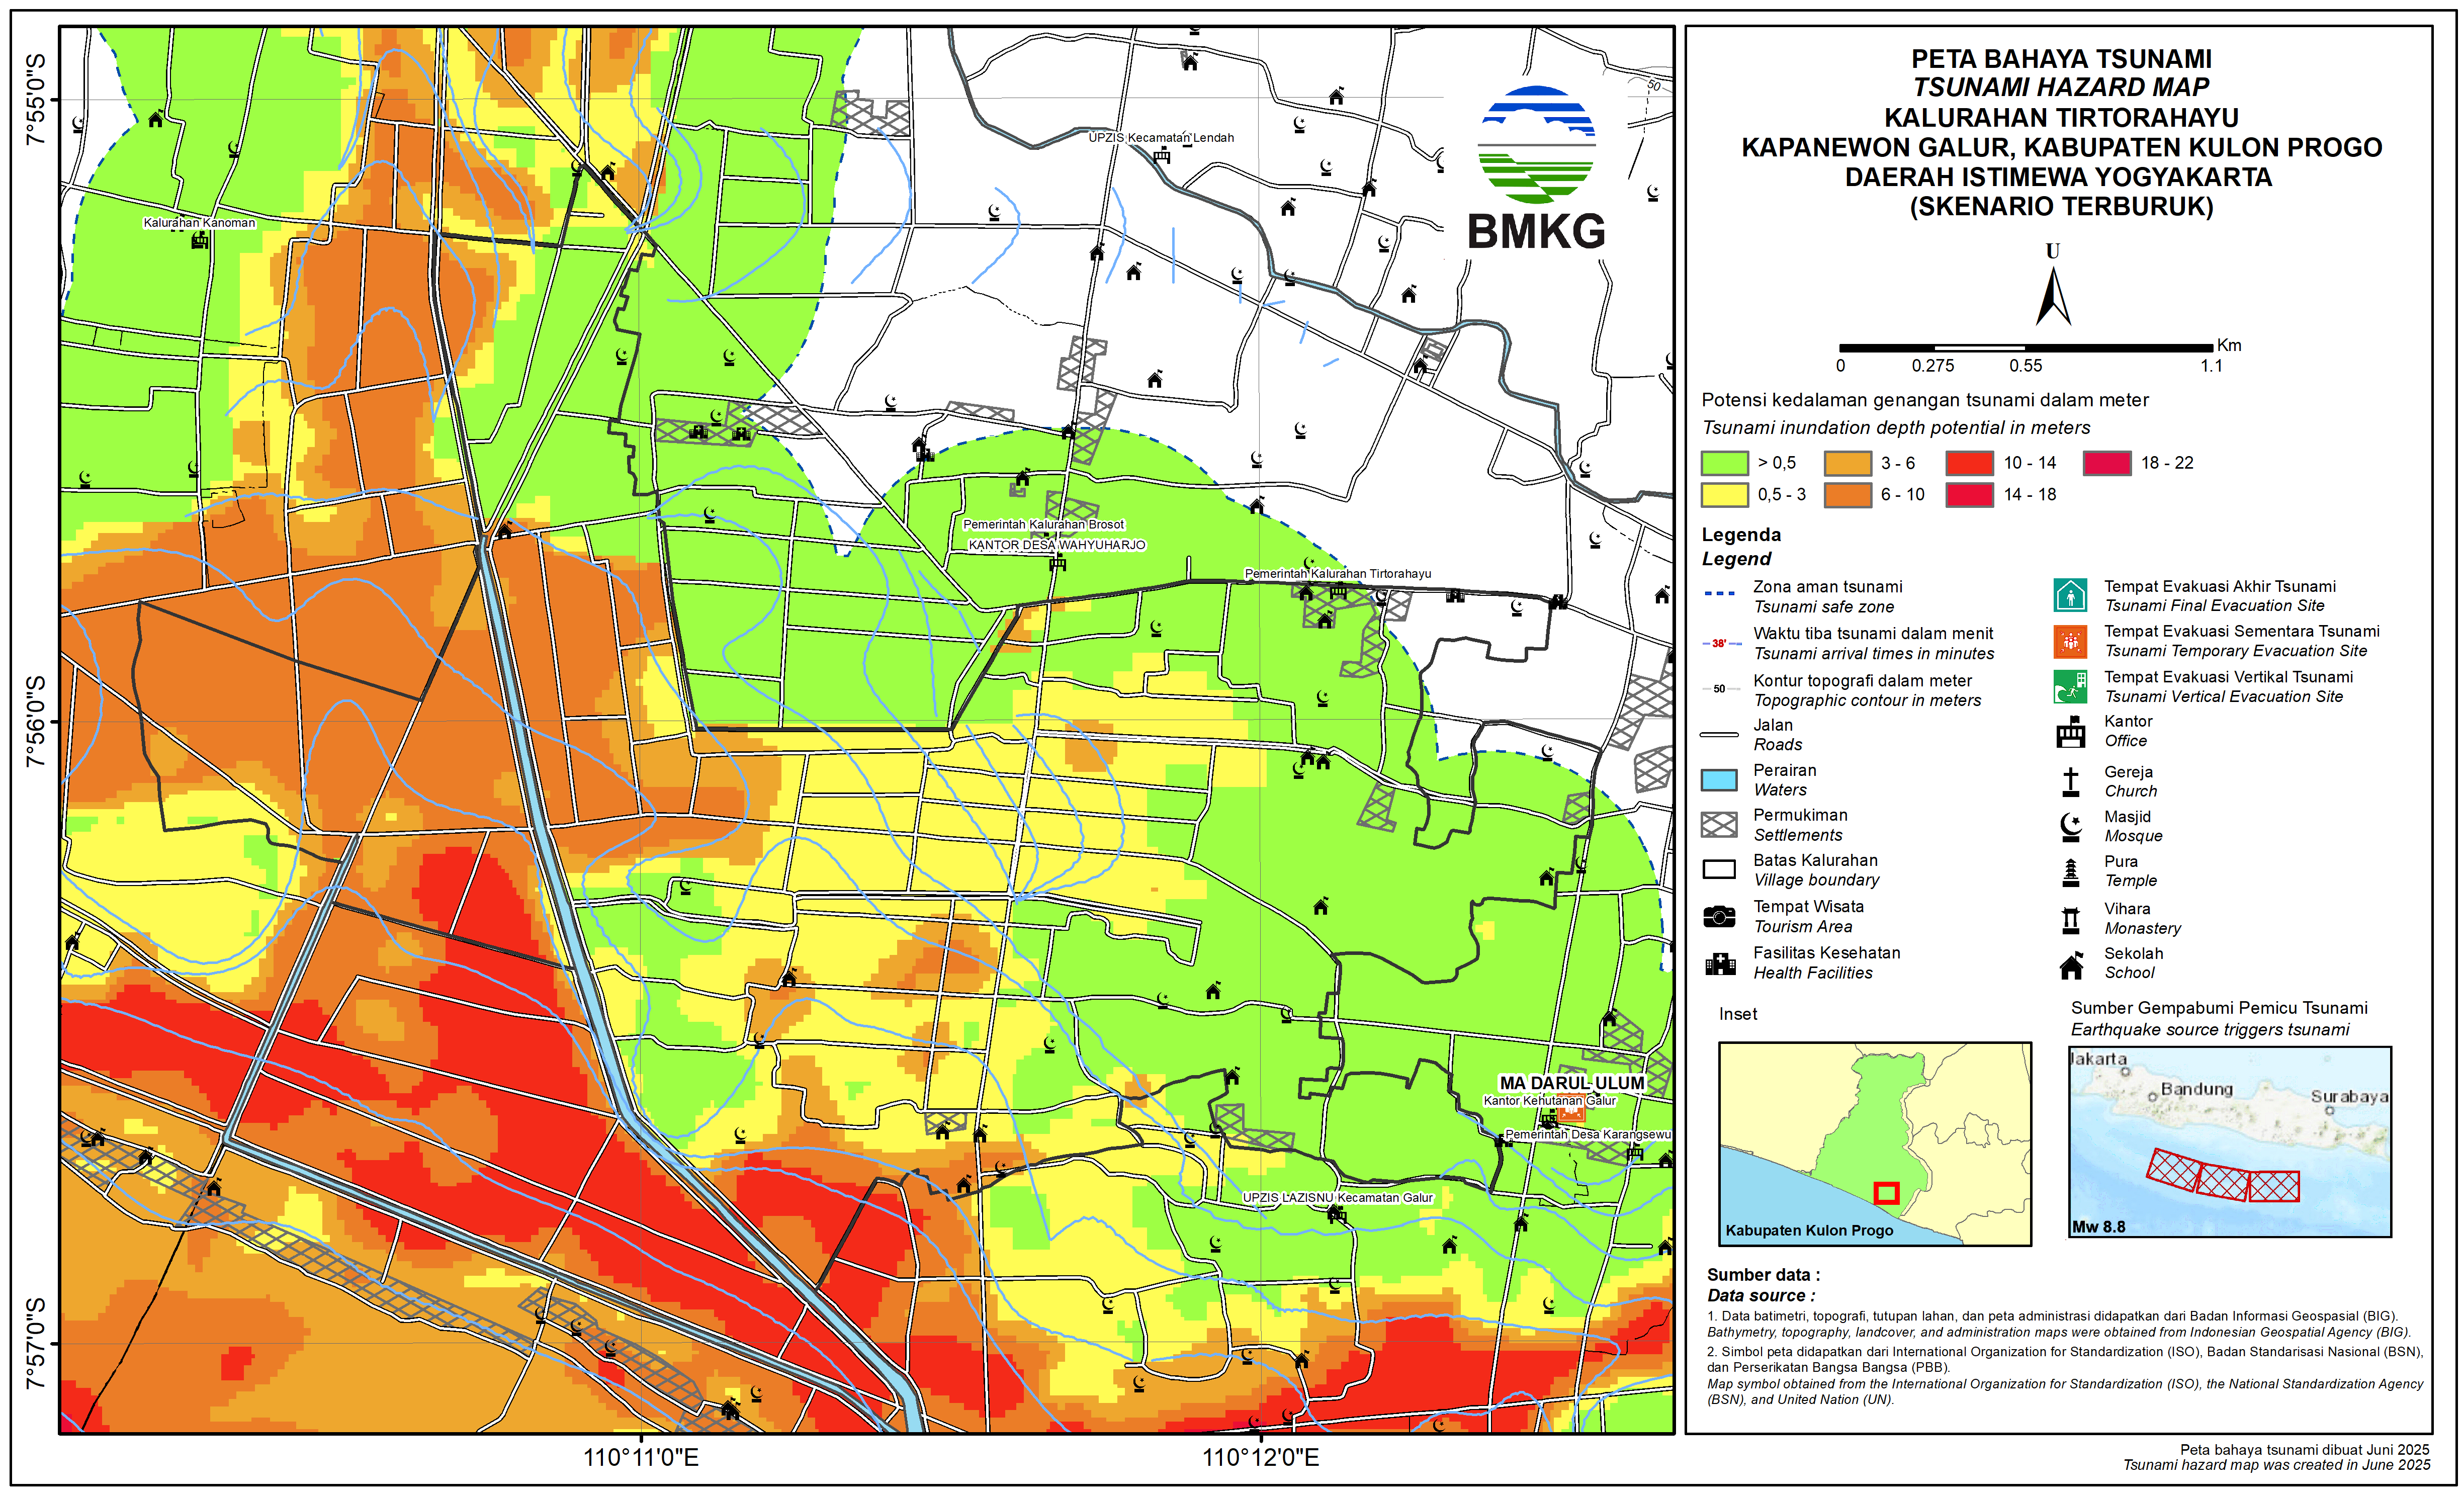 PETA BAHAYA TSUNAMI
TSUNAMI HAZARD MAP
KALURAHAN TIRTORAHAYU
KAPANEWON GALUR, KABUPATEN KULON PROGO
DAERAH ISTIMEWA YOGYAKARTA
(SKENARIO TERBURUK)
U
Km
0 0.275 0.55 1.1
Potensi kedalaman genangan tsunami dalam meter
Tsunami inundation depth potential in meters
> 0,5 3 - 6 10 - 14 18 - 22
0,5 - 3 6 - 10 14 - 18
Legenda
Legend
Zona aman tsunami
Tsunami safe zone
38'
Waktu tiba tsunami dalam menit
Tsunami arrival times in minutes
50
Kontur topografi dalam meter
Topographic contour in meters
Jalan
Roads
Perairan
Waters
Permukiman
Settlements
Batas Kalurahan
Village boundary
Tempat Wisata
Tourism Area
Fasilitas Kesehatan
Health Facilities
Tempat Evakuasi Akhir Tsunami
Tsunami Final Evacuation Site
Tempat Evakuasi Sementara Tsunami
Tsunami Temporary Evacuation Site
Tempat Evakuasi Vertikal Tsunami
Tsunami Vertical Evacuation Site
Kantor
Office
Gereja
Church
Masjid
Mosque
Pura
Temple
Vihara
Monastery
Sekolah
School
Inset
Kabupaten Kulon Progo
Sumber Gempabumi Pemicu Tsunami
Earthquake source triggers tsunami
Jakarta
Bandung
Surabaya
Mw 8.8
Sumber data :
Data source :
1. Data batimetri, topografi, tutupan lahan, dan peta administrasi didapatkan dari Badan Informasi Geospasial (BIG).
Bathymetry, topography, landcover, and administration maps were obtained from Indonesian Geospatial Agency (BIG).
2. Simbol peta didapatkan dari International Organization for Standardization (ISO), Badan Standarisasi Nasional (BSN),
dan Perserikatan Bangsa Bangsa (PBB).
Map symbol obtained from the International Organization for Standardization (ISO), the National Standardization Agency
(BSN), and United Nation (UN).
Peta bahaya tsunami dibuat Juni 2025
Tsunami hazard map was created in June 2025
7°55'0"S
7°56'0"S
7°57'0"S
110°11'0"E
110°12'0"E
BMKG
50
UPZIS Kecamatan Lendah
Kalurahan Kanoman
Pemerintah Kalurahan Brosot
KANTOR DESA WAHYUHARJO
Pemerintah Kalurahan Tirtorahayu
MA DARUL ULUM
Kantor Kehutanan Galur
Pemerintah Desa Karangsewu
UPZIS LAZISNU Kecamatan Galur